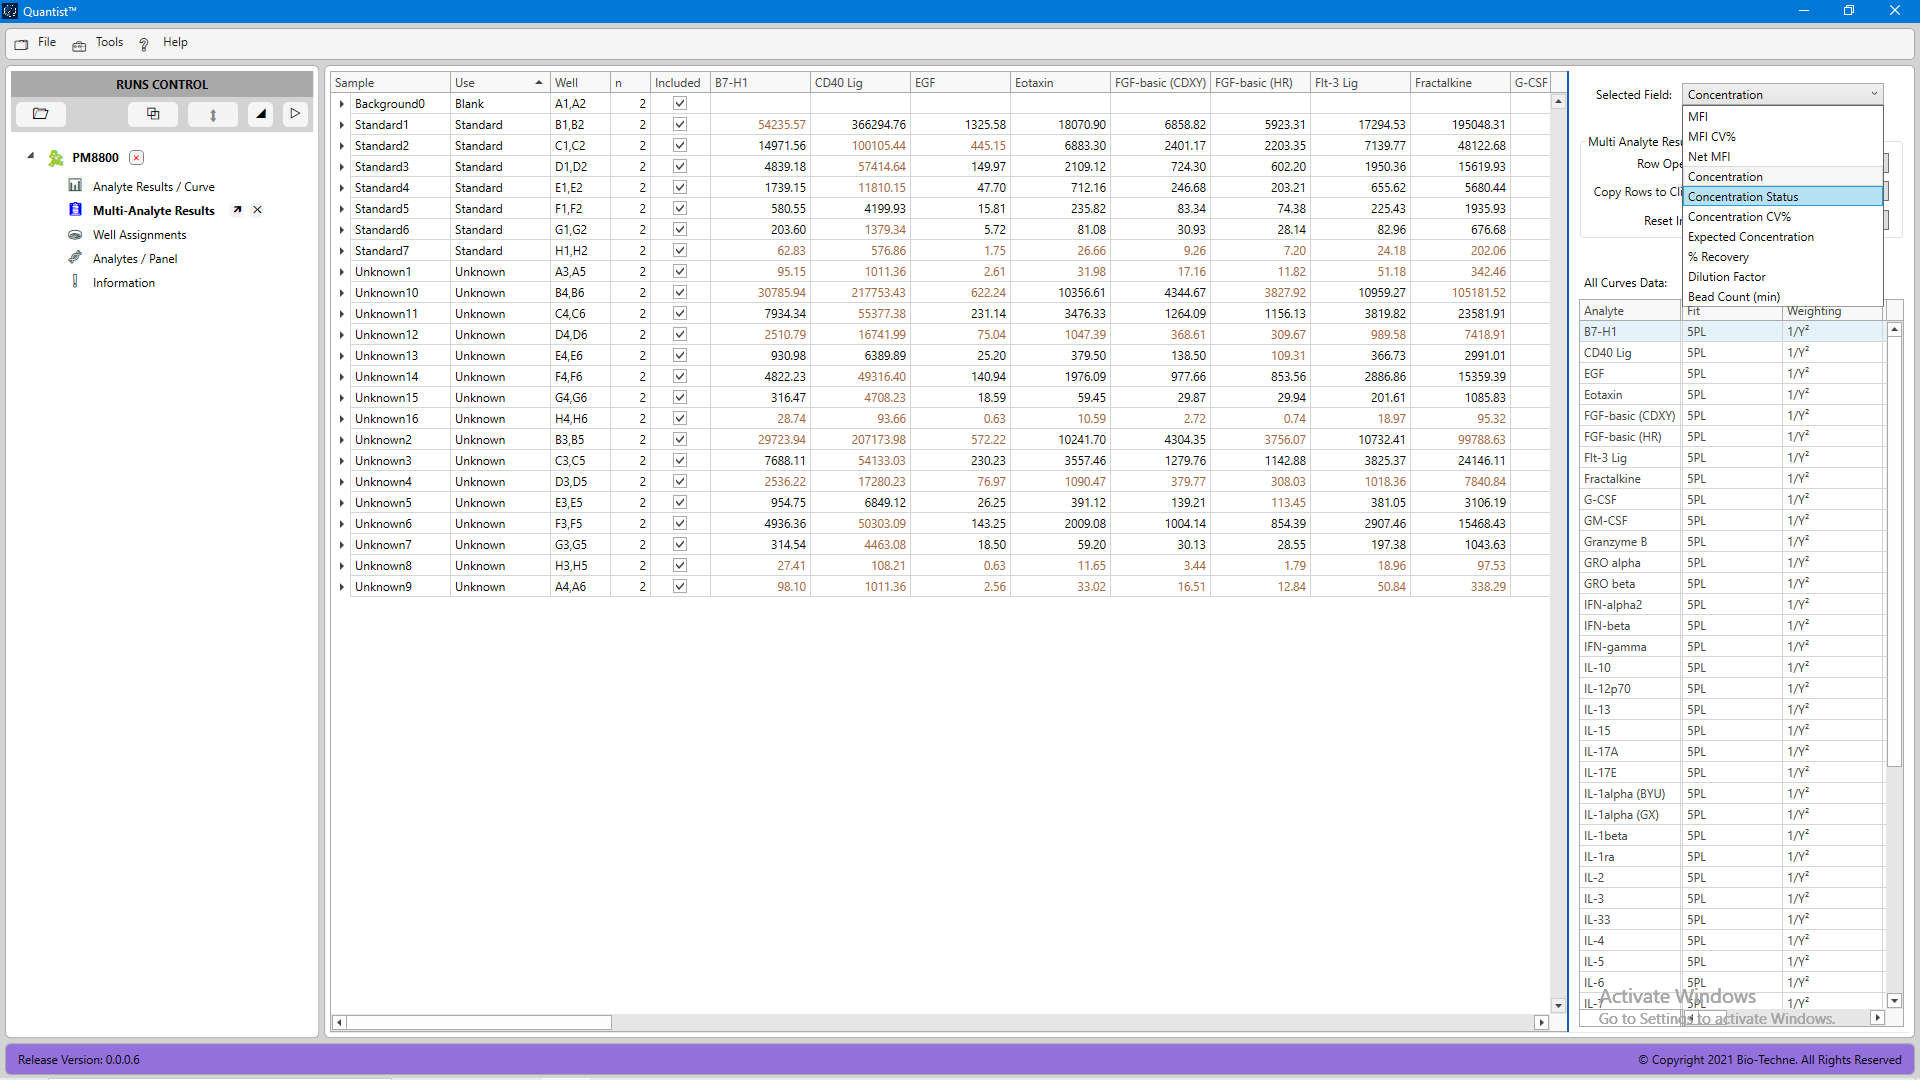 Quantist™
File Tools ? Help
RUNS CONTROL
PM8800
Analyte Results / Curve
Multi-Analyte Results
Well Assignments
Analytes / Panel
Information
Sample Use Well n Included B7-H1 CD40 Lig EGF Eotaxin FGF-basic (CDXY) FGF-basic (HR) Flt-3 Lig Fractalkine G-CSF
Background0 Blank A1,A2 2
Standard1 Standard B1,B2 2 54235.57 366294.76 1325.58 18070.90 6858.82 5923.31 17294.53 195048.31
Standard2 Standard C1,C2 2 14971.56 100105.44 445.15 6883.30 2401.17 2203.35 7139.77 48122.68
Standard3 Standard D1,D2 2 4839.18 57414.64 149.97 2109.12 724.30 602.20 1950.36 15619.93
Standard4 Standard E1,E2 2 1739.15 11810.15 47.70 712.16 246.68 203.21 655.62 5680.44
Standard5 Standard F1,F2 2 580.55 4199.93 15.81 235.82 83.34 74.38 225.43 1935.93
Standard6 Standard G1,G2 2 203.60 1379.34 5.72 81.08 30.93 28.14 82.96 676.68
Standard7 Standard H1,H2 2 62.83 576.86 1.75 26.66 9.26 7.20 24.18 202.06
Unknown1 Unknown A3,A5 2 95.15 1011.36 2.61 31.98 17.16 11.82 51.18 342.46
Unknown10 Unknown B4,B6 2 30785.94 217753.43 622.24 10356.61 4344.67 3827.92 10959.27 105181.52
Unknown11 Unknown C4,C6 2 7934.34 55377.38 231.14 3476.33 1264.09 1156.13 3819.82 23581.91
Unknown12 Unknown D4,D6 2 2510.79 16741.99 75.04 1047.39 368.61 309.67 989.58 7418.91
Unknown13 Unknown E4,E6 2 930.98 6389.89 25.20 379.50 138.50 109.31 366.73 2991.01
Unknown14 Unknown F4,F6 2 4822.23 49316.40 140.94 1976.09 977.66 853.56 2886.86 15359.39
Unknown15 Unknown G4,G6 2 316.47 4708.23 18.59 59.45 29.87 29.94 201.61 1085.83
Unknown16 Unknown H4,H6 2 28.74 93.66 0.63 10.59 2.72 0.74 18.97 95.32
Unknown2 Unknown B3,B5 2 29723.94 207173.98 572.22 10241.70 4304.35 3756.07 10732.41 99788.63
Unknown3 Unknown C3,C5 2 7688.11 54133.03 230.23 3557.46 1279.76 1142.88 3825.37 24146.11
Unknown4 Unknown D3,D5 2 2536.22 17280.23 76.97 1090.47 379.77 308.03 1018.36 7840.84
Unknown5 Unknown E3,E5 2 954.75 6849.12 26.25 391.12 139.21 113.45 381.05 3106.19
Unknown6 Unknown F3,F5 2 4936.36 50303.09 143.25 2009.08 1004.14 854.39 2907.46 15468.43
Unknown7 Unknown G3,G5 2 314.54 4463.08 18.50 59.20 30.13 28.55 197.38 1043.63
Unknown8 Unknown H3,H5 2 27.41 108.21 0.63 11.65 3.44 1.79 18.96 97.53
Unknown9 Unknown A4,A6 2 98.10 1011.36 2.56 33.02 16.51 12.84 50.84 338.29
Selected Field: Concentration
MFI
MFI CV%
Net MFI
Concentration
Concentration Status
Concentration CV%
Expected Concentration
% Recovery
Dilution Factor
Bead Count (min)
Multi Analyte Resu
Row Ope
Copy Rows to Cli
Reset In
All Curves Data:
Analyte Fit Weighting
B7-H1 5PL 1/Y²
CD40 Lig 5PL 1/Y²
EGF 5PL 1/Y²
Eotaxin 5PL 1/Y²
FGF-basic (CDXY) 5PL 1/Y²
FGF-basic (HR) 5PL 1/Y²
Flt-3 Lig 5PL 1/Y²
Fractalkine 5PL 1/Y²
G-CSF 5PL 1/Y²
GM-CSF 5PL 1/Y²
Granzyme B 5PL 1/Y²
GRO alpha 5PL 1/Y²
GRO beta 5PL 1/Y²
IFN-alpha2 5PL 1/Y²
IFN-beta 5PL 1/Y²
IFN-gamma 5PL 1/Y²
IL-10 5PL 1/Y²
IL-12p70 5PL 1/Y²
IL-13 5PL 1/Y²
IL-15 5PL 1/Y²
IL-17A 5PL 1/Y²
IL-17E 5PL 1/Y²
IL-1alpha (BYU) 5PL 1/Y²
IL-1alpha (GX) 5PL 1/Y²
IL-1beta 5PL 1/Y²
IL-1ra 5PL 1/Y²
IL-2 5PL 1/Y²
IL-3 5PL 1/Y²
IL-33 5PL 1/Y²
IL-4 5PL 1/Y²
IL-5 5PL 1/Y²
IL-6 5PL 1/Y²
IL-7 5PL 1/Y²
Activate Windows
Go to Settings to activate Windows.
Release Version: 0.0.0.6
© Copyright 2021 Bio-Techne. All Rights Reserved